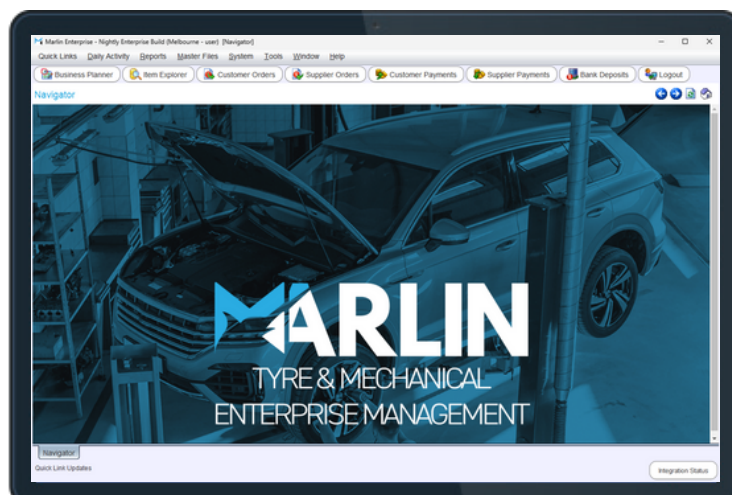 Marlin Enterprise - Nightly Enterprise Build (Melbourne - user) [Navigator]
Quick Links Daily Activity Reports Master Files System Tools Window Help
Business Planner Item Explorer Customer Orders Supplier Orders Customer Payments Supplier Payments Bank Deposits Logout
Navigator
MARLIN
TYRE & MECHANICAL
ENTERPRISE MANAGEMENT
Navigator
Quick Link Updates
Integration Status